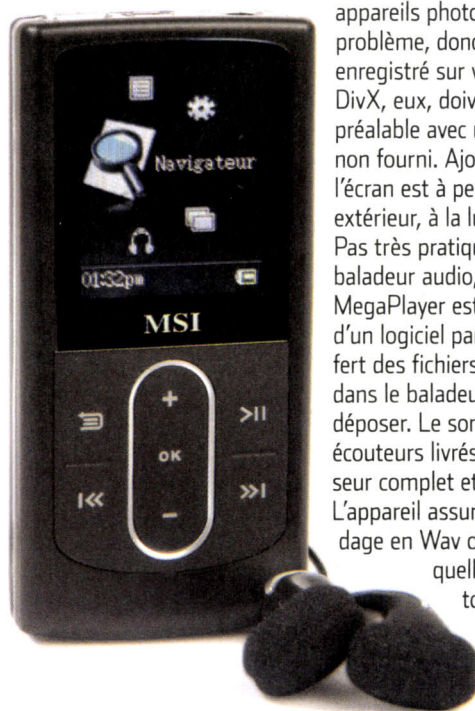 appareils photo
problème, donc
enregistré sur v
DivX, eux, doiv
préalable avec
non fourni. Ajo
l'écran est à pe
extérieur, à la lu
Pas très pratiqu
baladeur audio,
MegaPlayer est
d'un logiciel par
fert des fichiers
dans le baladeu
déposer. Le son
écouteurs livrés
seur complet et
L'appareil assur
dage en Wav o
quell
to
Navigateur
01:32pm
MSI
+
OK
−